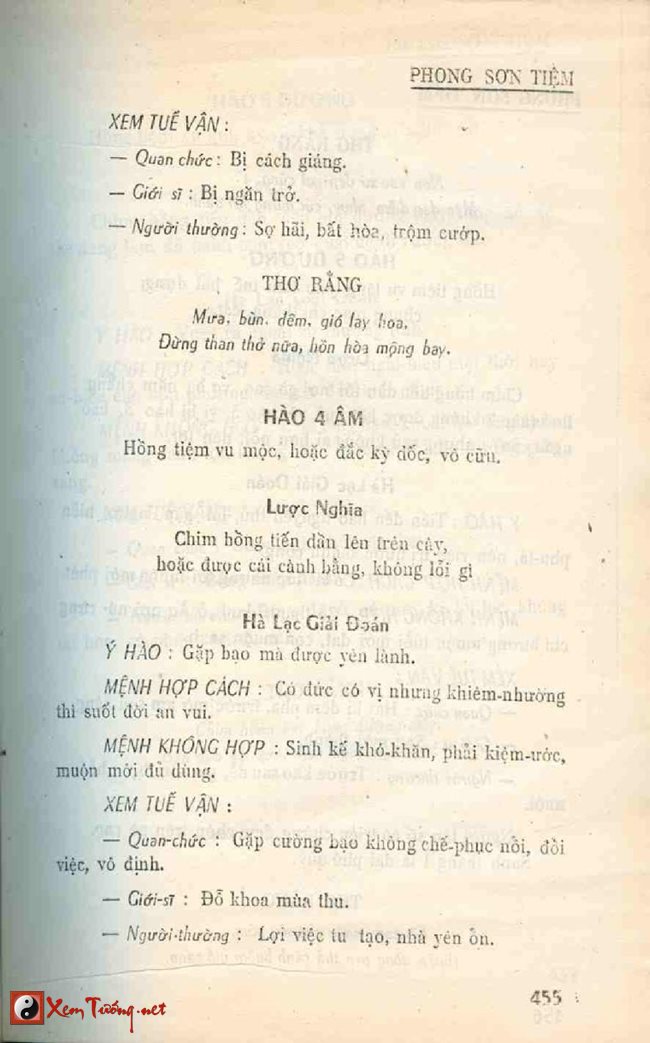 PHONG SƠN TIỆM
XEM TUẾ VẬN :
— Quan chức : Bị cách giáng.
— Giới sĩ : Bị ngăn trở.
— Người thường : Sợ hãi, bất hòa, trộm cướp.
THƠ RẰNG
Mưa, bùn, đêm, gió lay hoa,
Đừng than thở nữa, hồn hòa mộng bay.
HÀO 4 ÂM
Hồng tiệm vu mộc, hoặc đắc kỳ dốc, vô cữu.
Lược Nghĩa
Chim hồng tiến dần lên trên cây,
hoặc được cái cành bằng, không lỗi gì
Hà Lạc Giải Đoán
Ý HÀO : Gặp bạo mà được yên lành.
MỆNH HỢP CÁCH : Có đức có vị nhưng khiêm-nhường
thì suốt đời an vui.
MỆNH KHÔNG HỢP : Sinh kế khó-khăn, phải kiệm-ước,
muộn mới đủ dùng.
XEM TUẾ VẬN :
— Quan-chức : Gặp cường bạo không chế-phục nổi, đổi
việc, vô định.
— Giới-sĩ : Đỗ khoa mùa thu.
— Người-thường : Lợi việc tu tạo, nhà yên ổn.
455
XemTướng.net